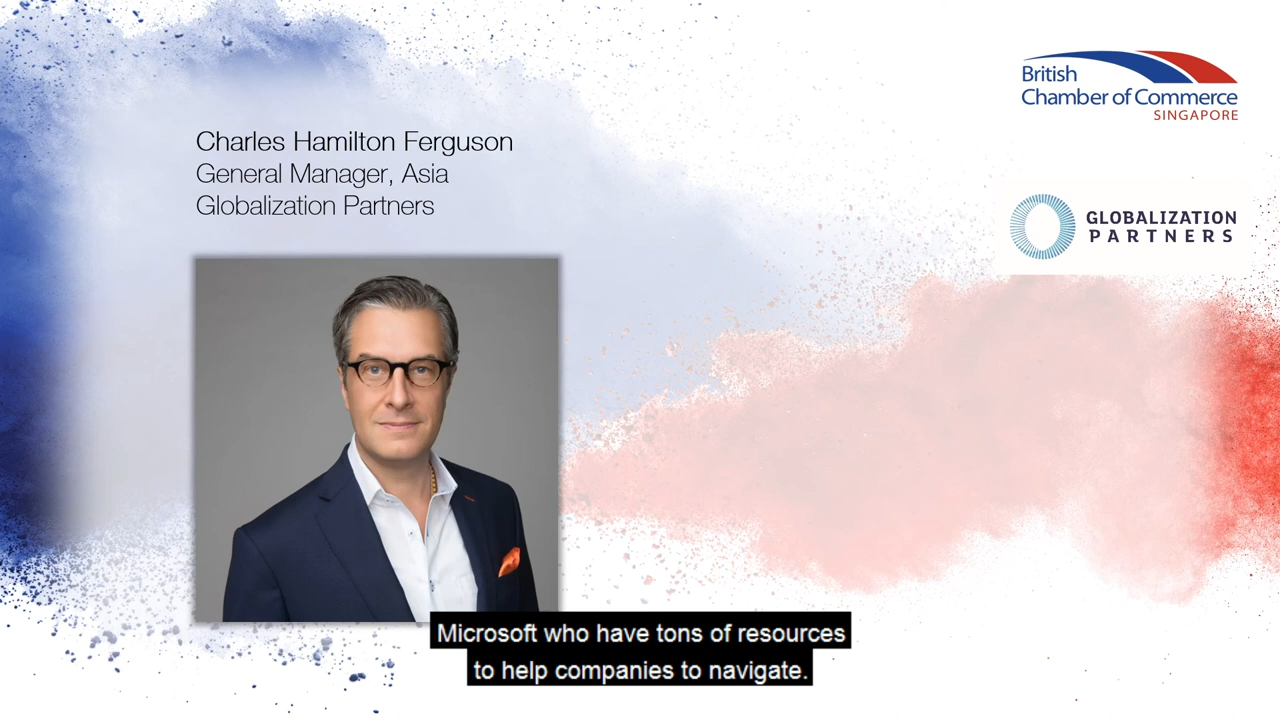 British
Chamber of Commerce
SINGAPORE
Charles Hamilton Ferguson
General Manager, Asia
Globalization Partners
GLOBALIZATION
PARTNERS
Microsoft who have tons of resources
to help companies to navigate.